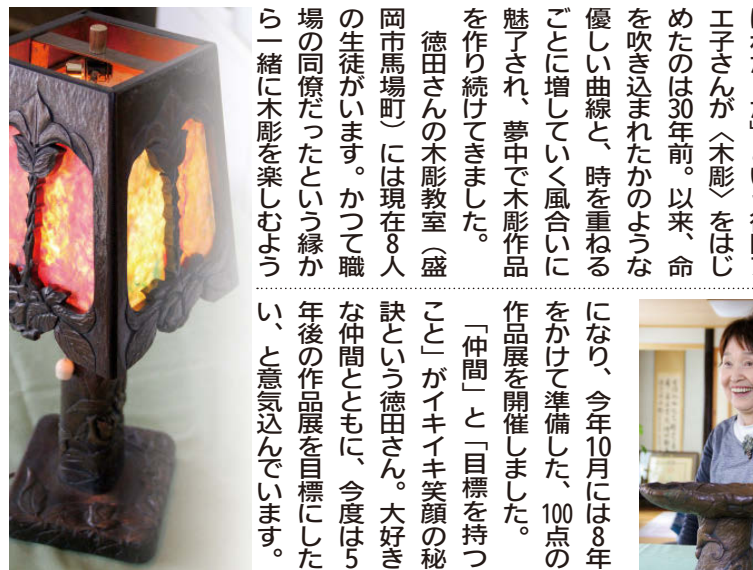 エ子さんが〈木彫〉をはじ
めたのは30年前。以来、命
を吹き込まれたかのような
優しい曲線と、時を重ねる
ごとに増していく風合いに
魅了され、夢中で木彫作品
を作り続けてきました。
徳田さんの木彫教室（盛
岡市馬場町）には現在8人
の生徒がいます。かつて職
場の同僚だったという縁か
ら一緒に木彫を楽しむよう
になり、今年10月には8年
をかけて準備した、100点の
作品展を開催しました。
「仲間」と「目標を持つ
こと」がイキイキ笑顔の秘
訣という徳田さん。大好き
な仲間とともに、今度は5
年後の作品展を目標にした
い、と意気込んでいます。